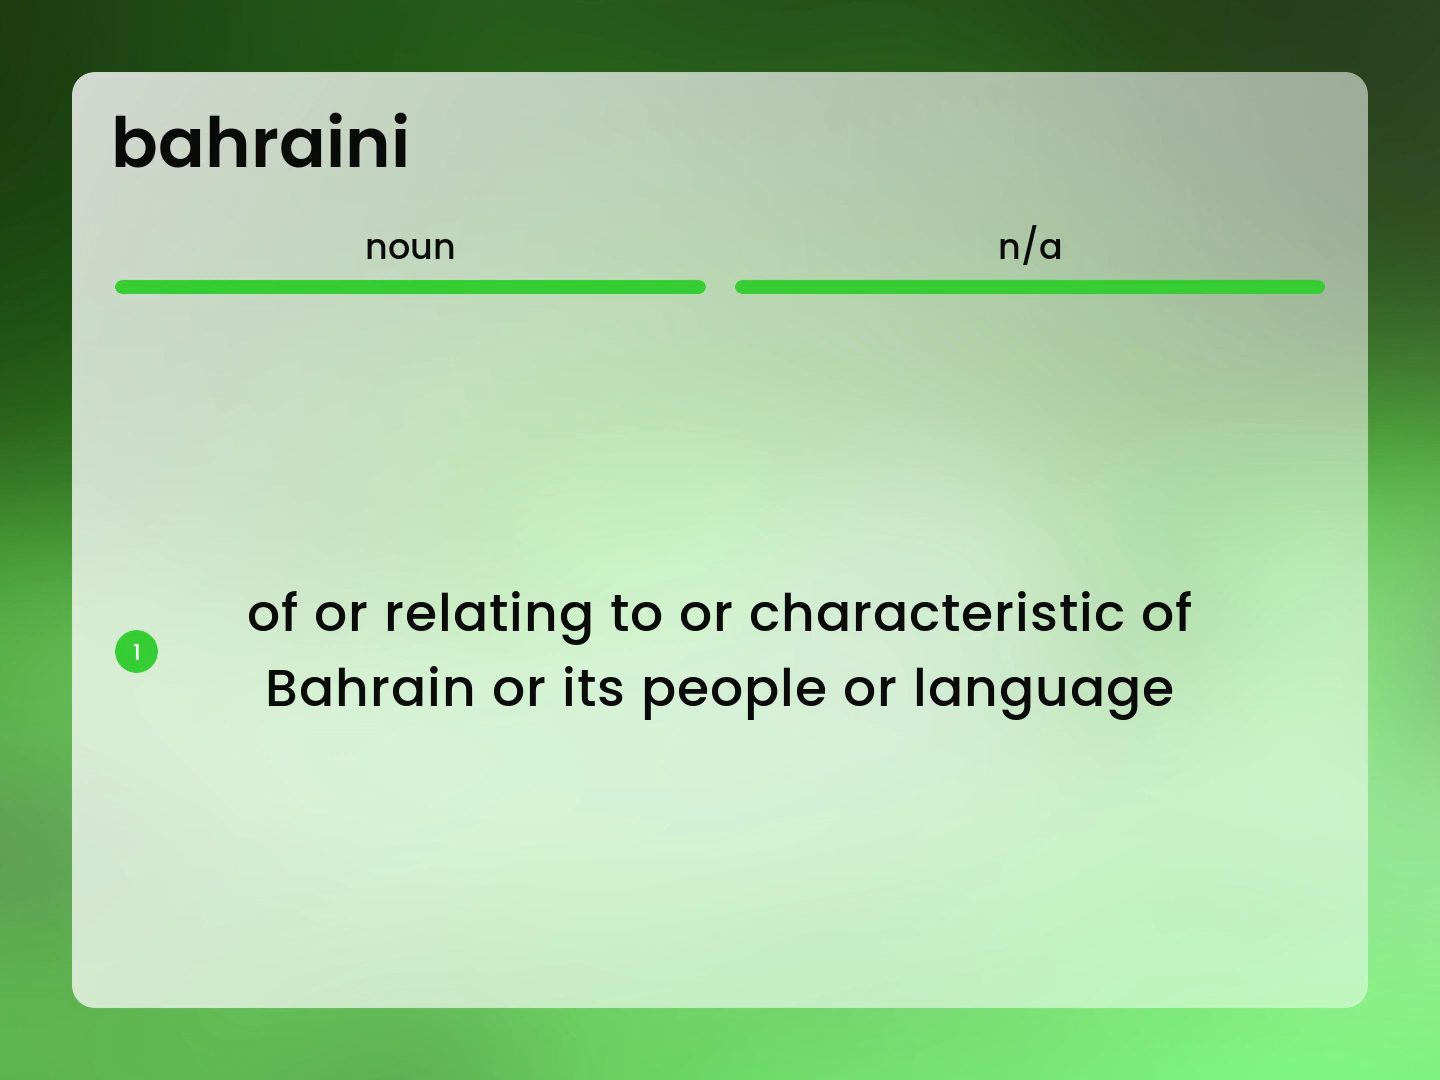 bahraini
noun
n/a
1
of or relating to or characteristic of
Bahrain or its people or language